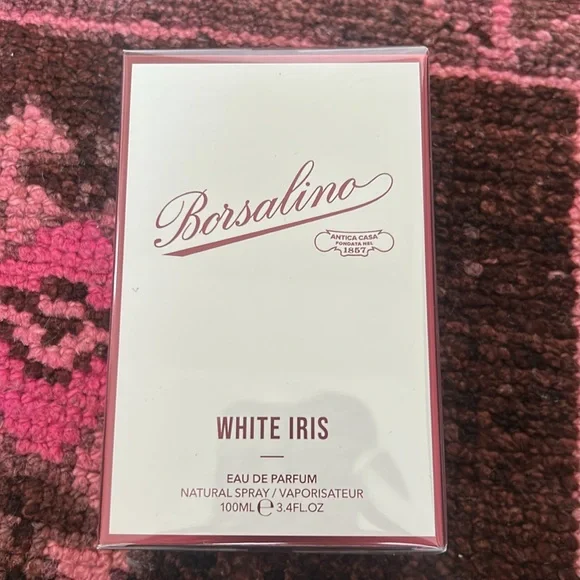 Borsalino
ANTICA CASA
FONDATA NEL
1857
WHITE IRIS
EAU DE PARFUM
NATURAL SPRAY / VAPORISATEUR
100ML ℮ 3.4FL.OZ